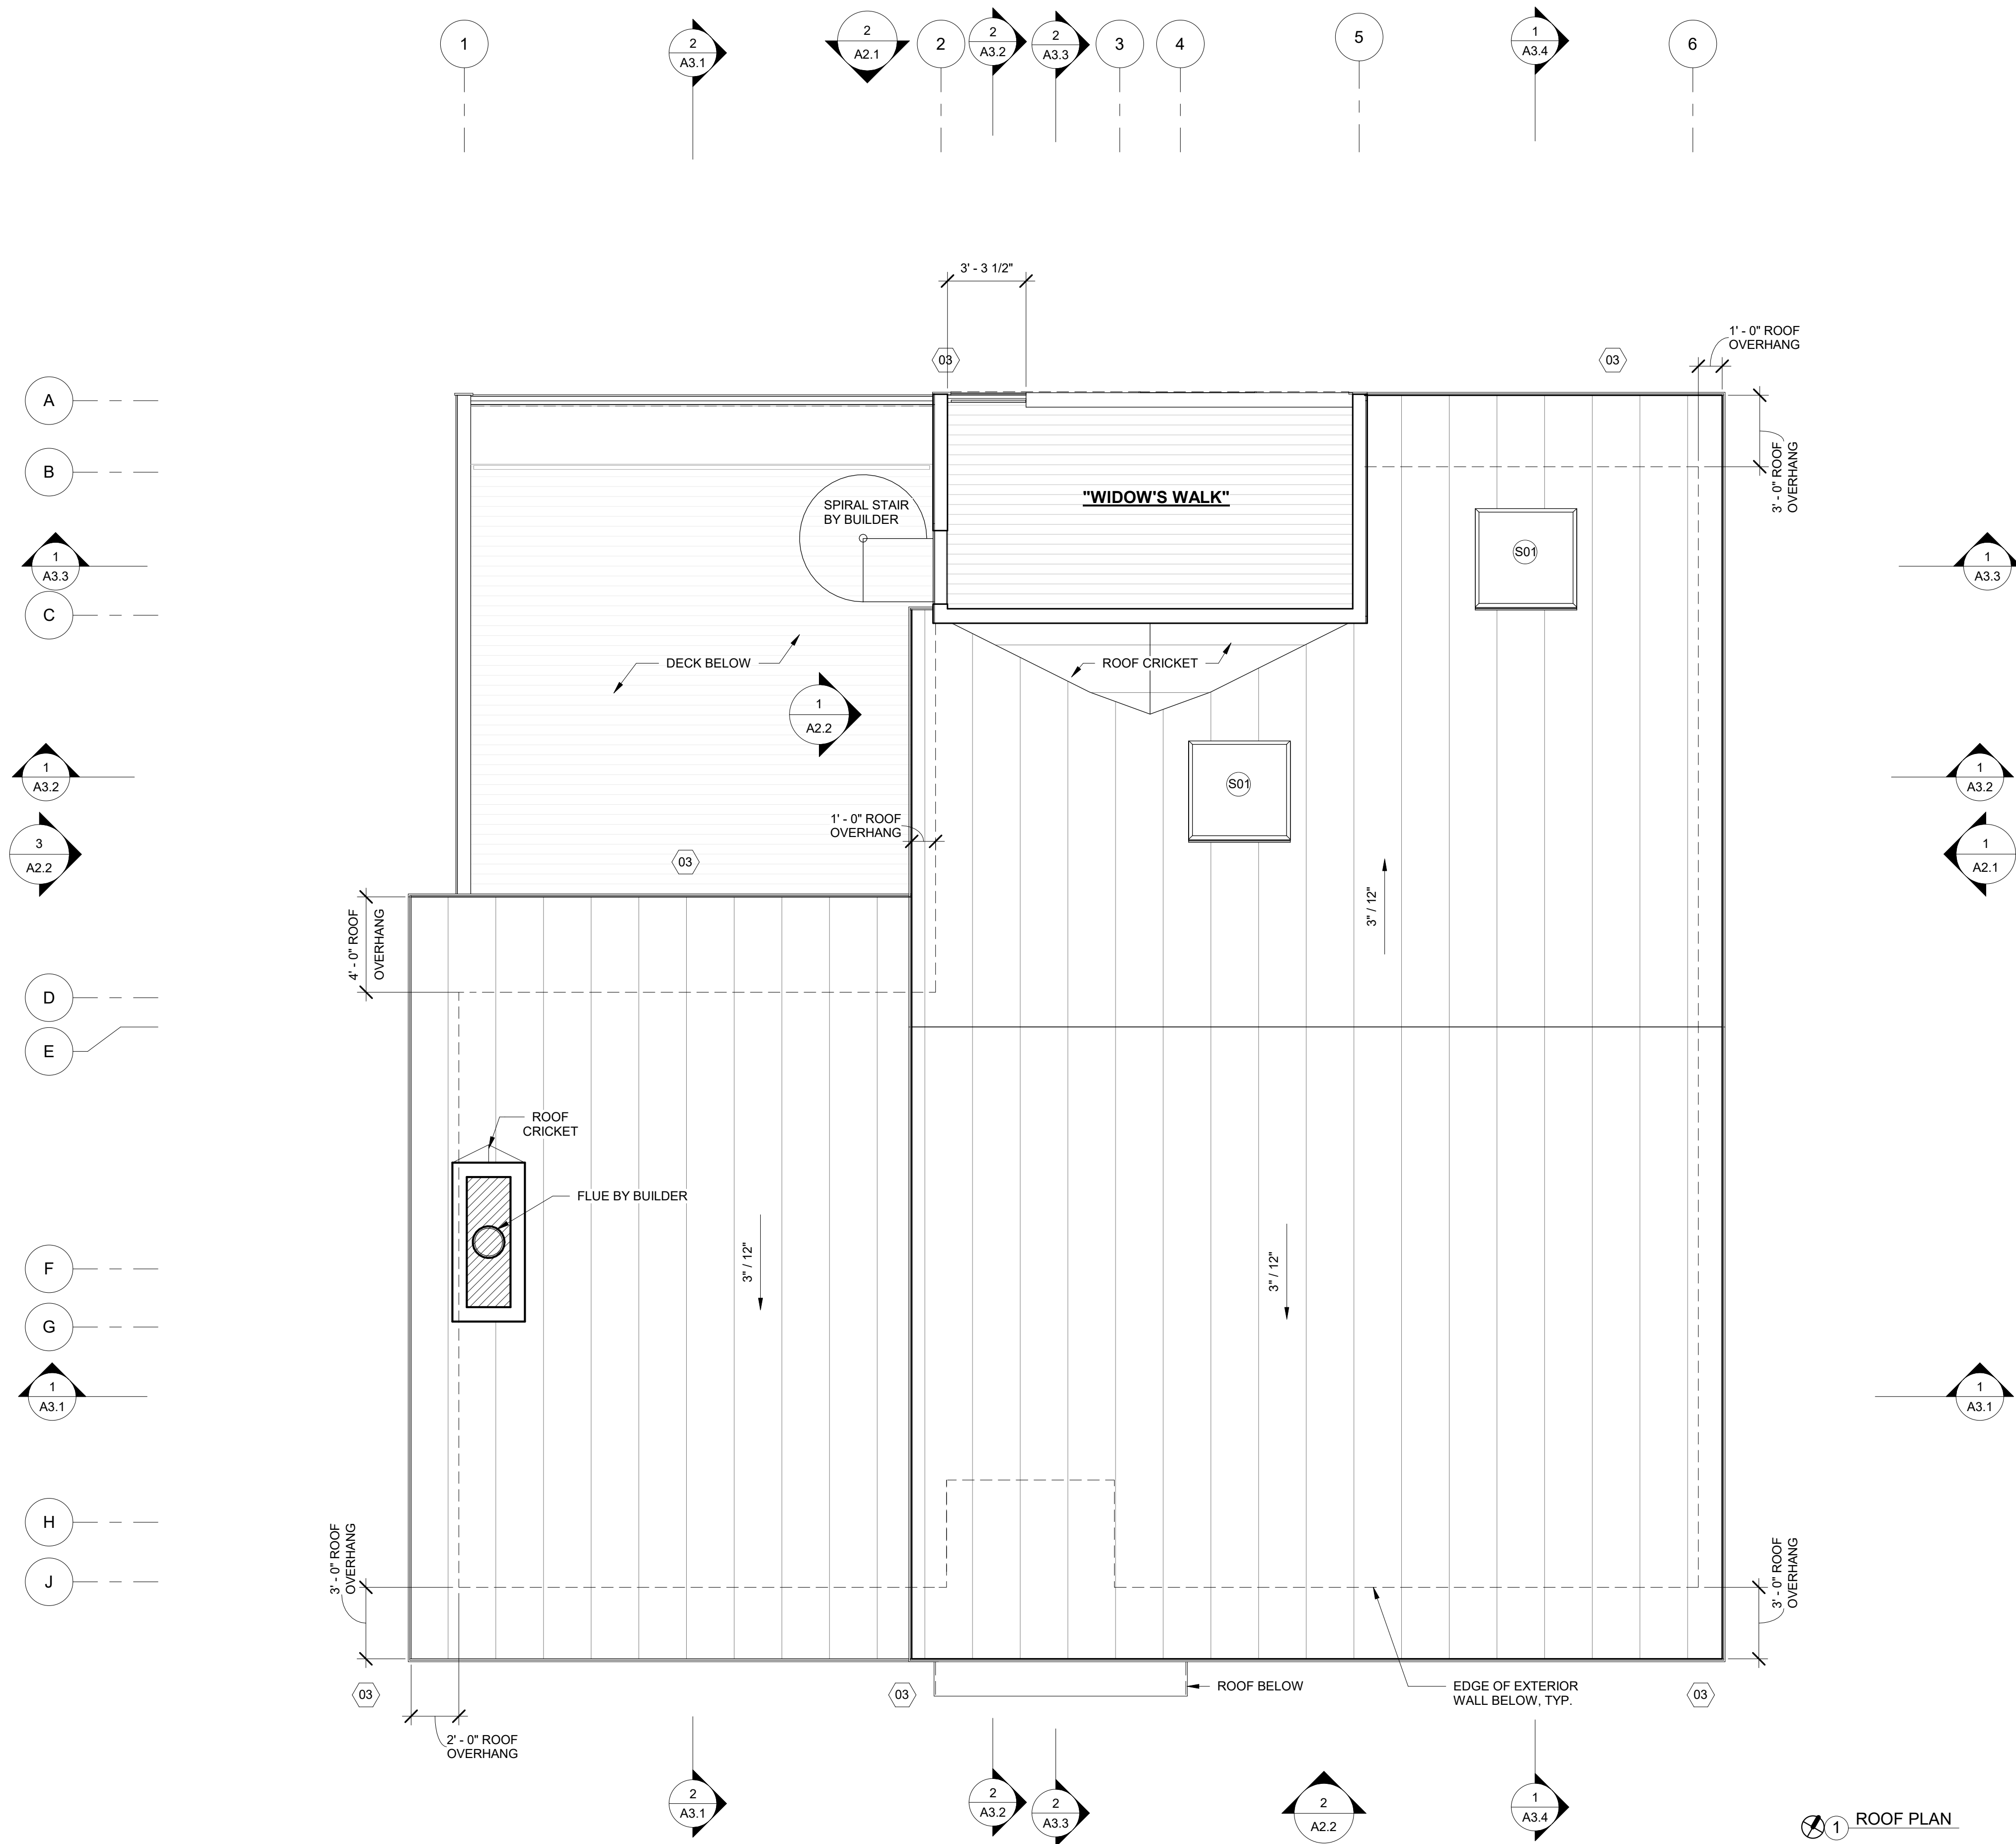 1
2
A3.1
2
A2.1
2
2
A3.2
2
A3.3
3
4
5
1
A3.4
6
3' - 3 1/2"
03
03
1' - 0" ROOF
OVERHANG
A
B
3' - 0" ROOF
OVERHANG
"WIDOW'S WALK"
SPIRAL STAIR
BY BUILDER
S01
1
A3.3
1
A3.3
C
DECK BELOW
ROOF CRICKET
1
A2.2
1
A3.2
S01
1
A3.2
1' - 0" ROOF
OVERHANG
3
A2.2
03
1
A2.1
3" / 12"
4' - 0" ROOF
OVERHANG
D
E
ROOF
CRICKET
FLUE BY BUILDER
F
3" / 12"
3" / 12"
G
1
A3.1
1
A3.1
H
J
3' - 0" ROOF
OVERHANG
3' - 0" ROOF
OVERHANG
03
03
ROOF BELOW
EDGE OF EXTERIOR
WALL BELOW, TYP.
03
2' - 0" ROOF
OVERHANG
2
A3.1
2
A3.2
2
A3.3
2
A2.2
1
A3.4
1
ROOF PLAN